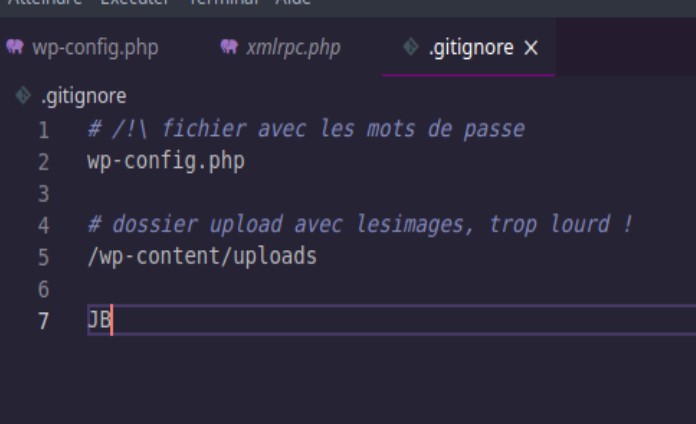 Atteindre Exécuter Terminal Aide
wp-config.php xmlrpc.php .gitignore
.gitignore
1 # /!\ fichier avec les mots de passe
2 wp-config.php
3
4 # dossier upload avec lesimages, trop lourd !
5 /wp-content/uploads
6
7 JB